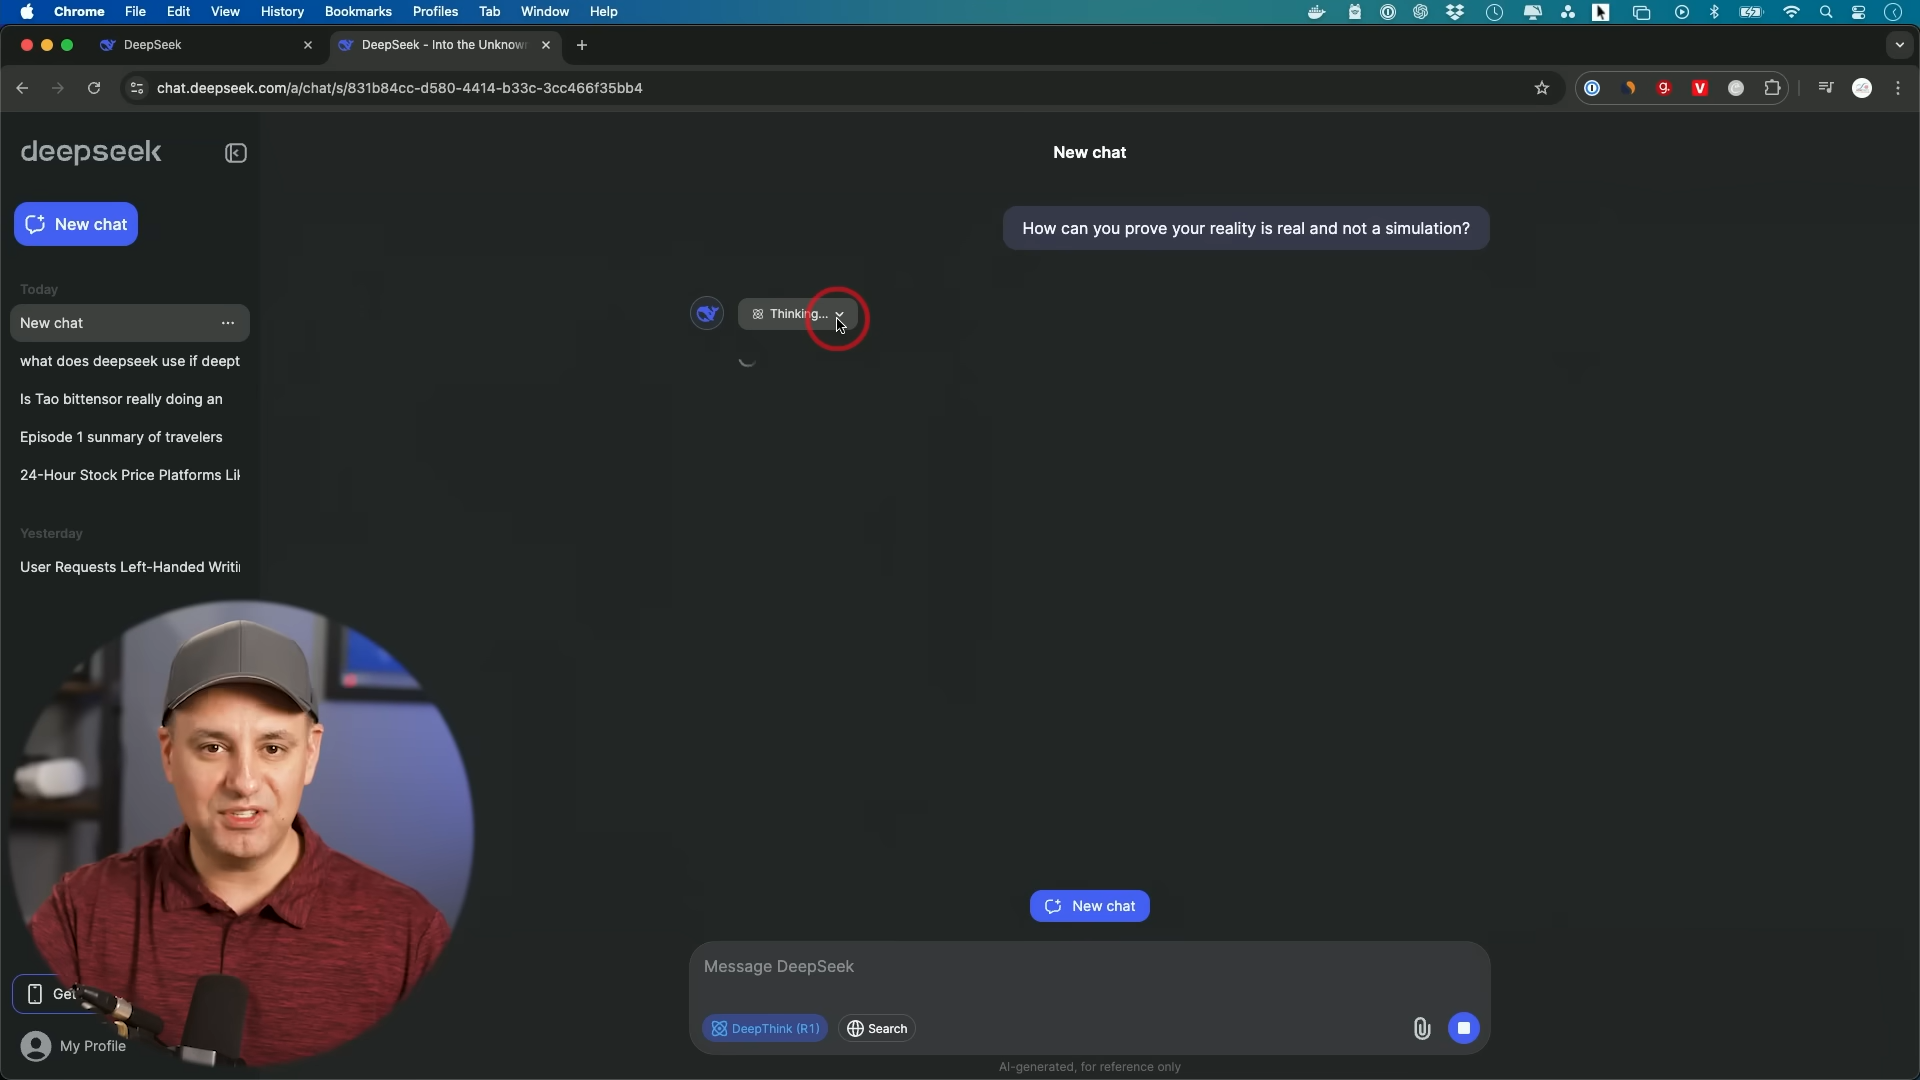 Chrome File Edit View History Bookmarks Profiles Tab Window Help
DeepSeek
DeepSeek - Into the Unknown
chat.deepseek.com/a/chat/s/831b84cc-d580-4414-b33c-3cc466f35bb4
deepseek
New chat
New chat
How can you prove your reality is real and not a simulation?
Today
Thinking...
New chat
what does deepseek use if deept
Is Tao bittensor really doing an
Episode 1 sunmary of travelers
24-Hour Stock Price Platforms Lik
Yesterday
User Requests Left-Handed Writi
New chat
Message DeepSeek
Get
DeepThink (R1)
Search
My Profile
AI-generated, for reference only